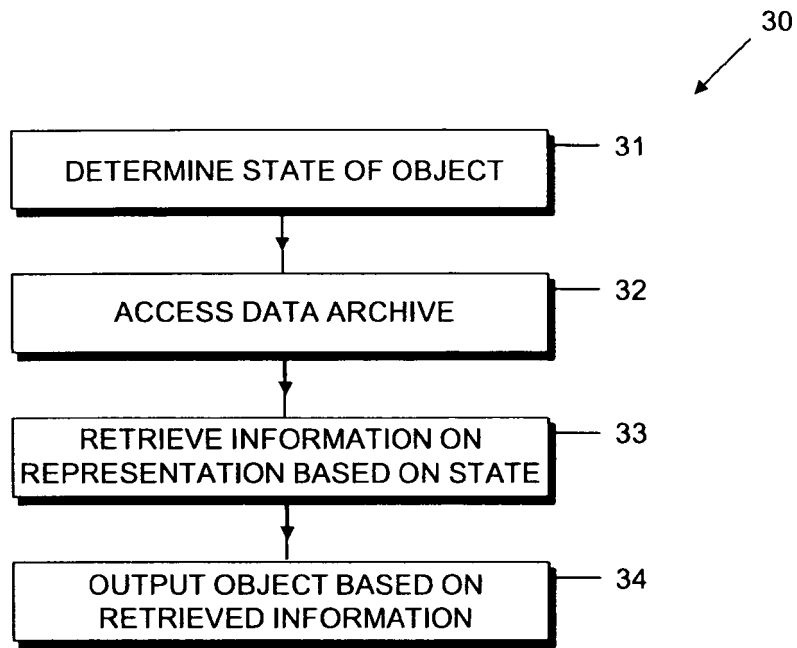 30
DETERMINE STATE OF OBJECT
31
ACCESS DATA ARCHIVE
32
RETRIEVE INFORMATION ON
REPRESENTATION BASED ON STATE
33
OUTPUT OBJECT BASED ON
RETRIEVED INFORMATION
34